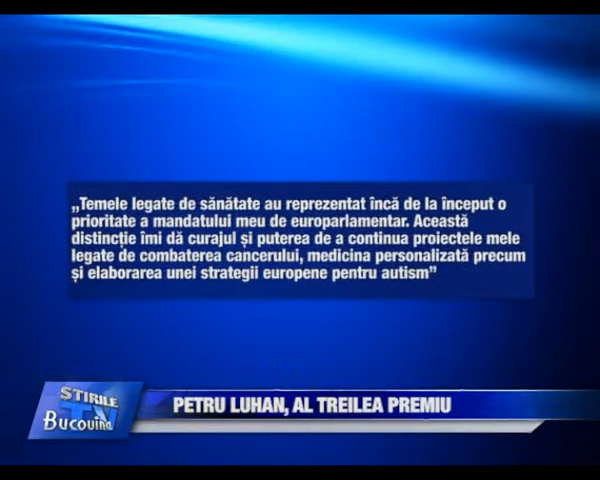 „Temele legate de sănătate au reprezentat încă de la început o
prioritate a mandatului meu de europarlamentar. Această
distincție îmi dă curajul și puterea de a continua proiectele mele
legate de combaterea cancerului, medicina personalizată precum
și elaborarea unei strategii europene pentru autism”
PETRU LUHAN, AL TREILEA PREMIU
STIRILE
TV
Bucovina